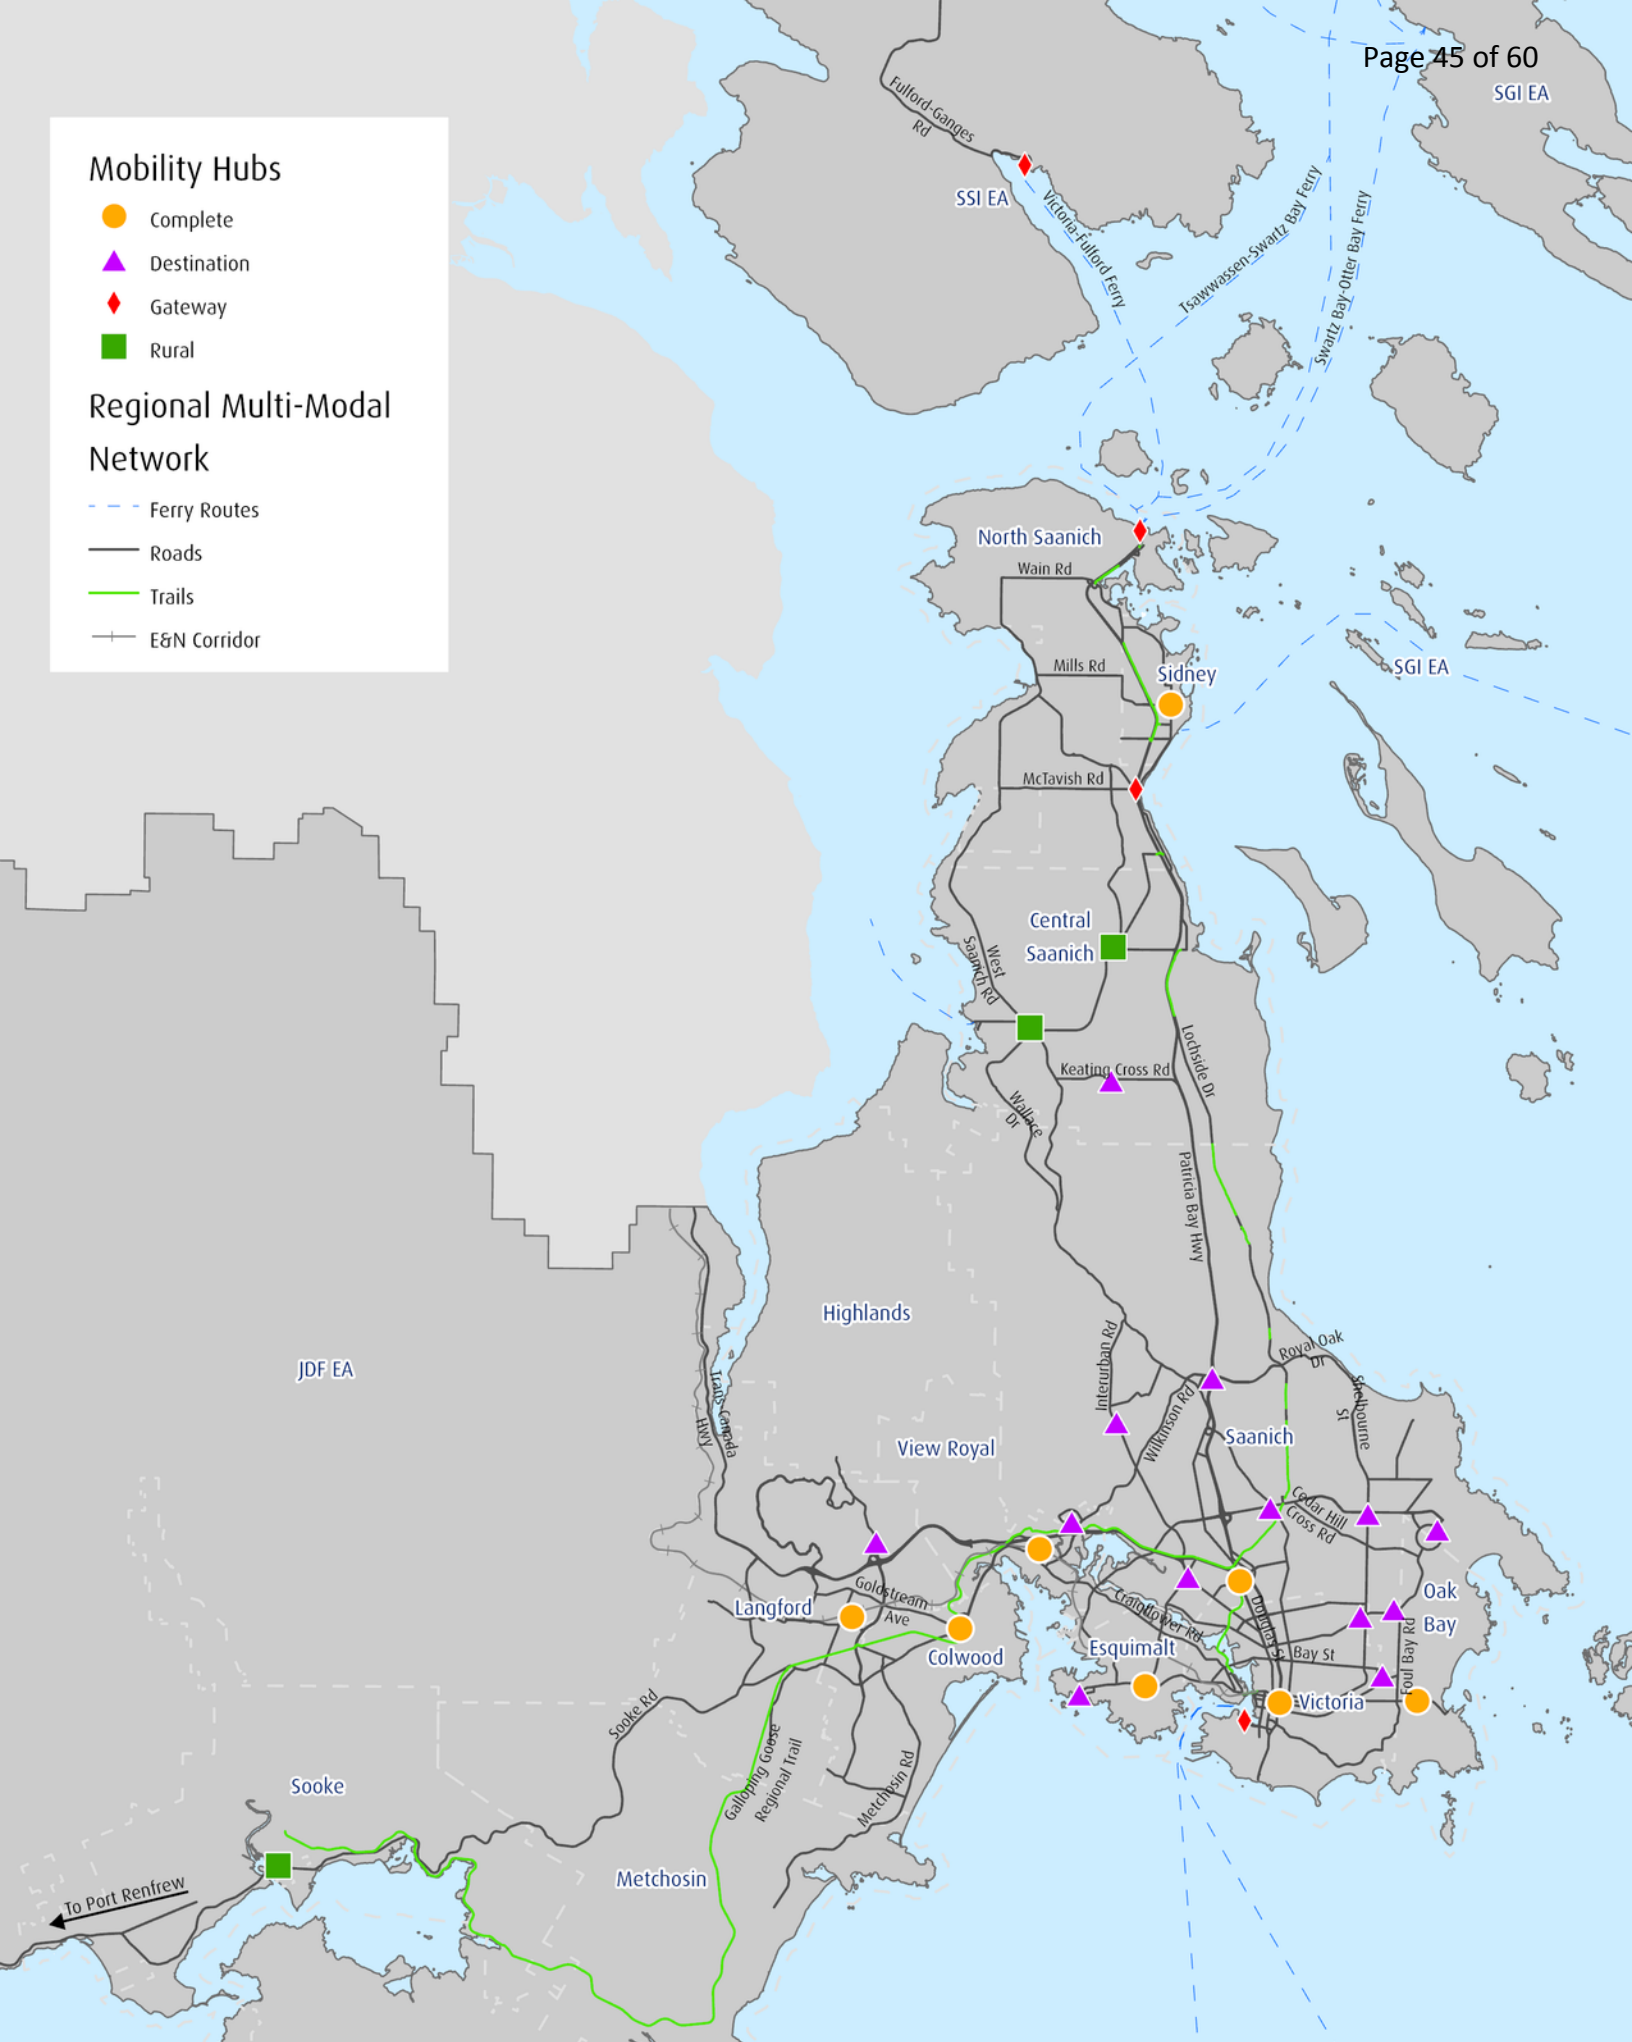 Page 45 of 60
SGI EA
Fulford-Ganges
Rd
SSI EA
Victoria-Fulford Ferry
Tsawwassen-Swartz Bay Ferry
Swartz Bay-Otter Bay Ferry
Mobility Hubs
Complete
Destination
Gateway
Rural
Regional Multi-Modal
Network
Ferry Routes
Roads
Trails
E&N Corridor
North Saanich
Wain Rd
Mills Rd
Sidney
SGI EA
McTavish Rd
Central
Saanich
West
Saanich Rd
Lochside Dr
Keating Cross Rd
Wallace
Dr
Patricia Bay Hwy
Highlands
JDF EA
Interurban Rd
Royal Oak
Dr
Trans-Canada
Hwy
Wilkinson Rd
Shelbourne
St
Saanich
View Royal
Cedar Hill
Cross Rd
Goldstream
Ave
Langford
Craigflower Rd
Douglas St
Oak
Bay
Foul Bay Rd
Esquimalt
Bay St
Colwood
Victoria
Sooke Rd
Galloping Goose
Regional Trail
Metchosin Rd
Sooke
Metchosin
To Port Renfrew